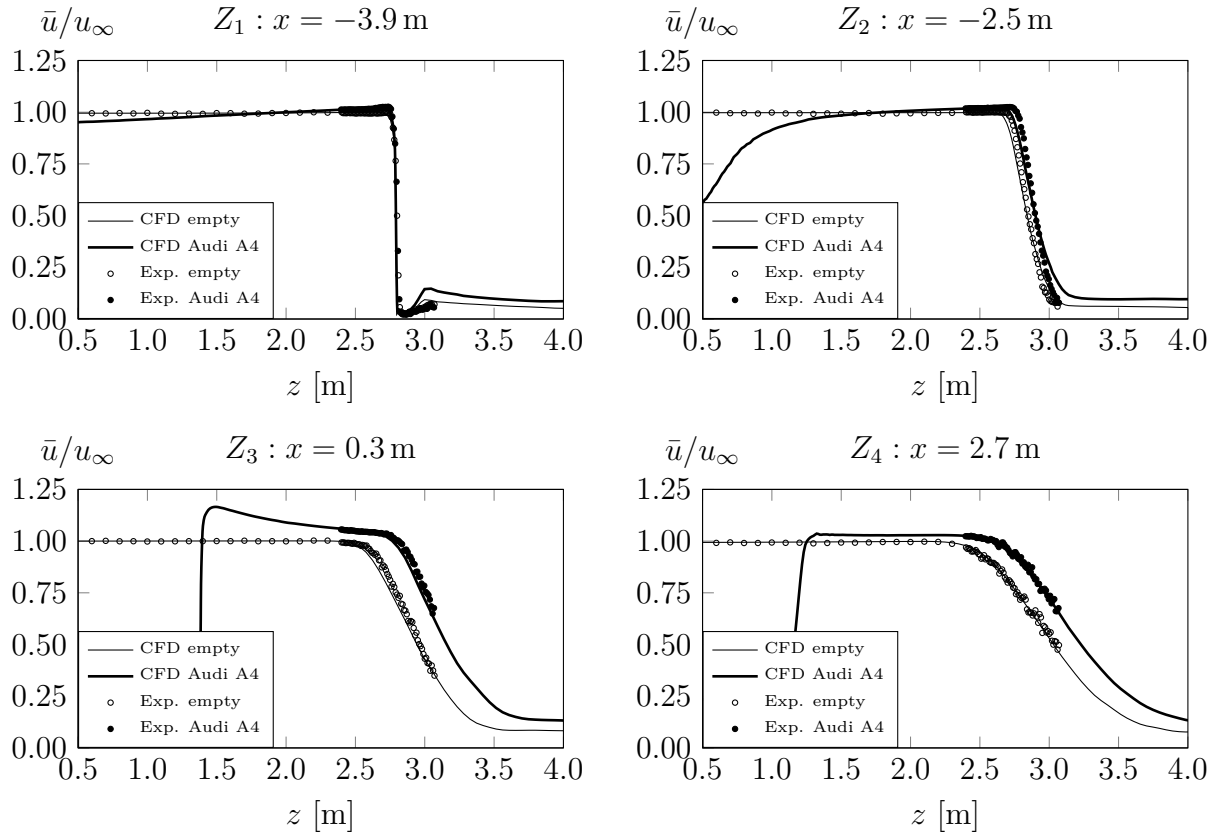 ū/u∞ Z1 : x = −3.9 m
1.25
1.00
0.75
0.50
0.25
0.00
CFD empty
CFD Audi A4
Exp. empty
Exp. Audi A4
0.5 1.0 1.5 2.0 2.5 3.0 3.5 4.0
z [m]
ū/u∞ Z2 : x = −2.5 m
1.25
1.00
0.75
0.50
0.25
0.00
CFD empty
CFD Audi A4
Exp. empty
Exp. Audi A4
0.5 1.0 1.5 2.0 2.5 3.0 3.5 4.0
z [m]
ū/u∞ Z3 : x = 0.3 m
1.25
1.00
0.75
0.50
0.25
0.00
CFD empty
CFD Audi A4
Exp. empty
Exp. Audi A4
0.5 1.0 1.5 2.0 2.5 3.0 3.5 4.0
z [m]
ū/u∞ Z4 : x = 2.7 m
1.25
1.00
0.75
0.50
0.25
0.00
CFD empty
CFD Audi A4
Exp. empty
Exp. Audi A4
0.5 1.0 1.5 2.0 2.5 3.0 3.5 4.0
z [m]